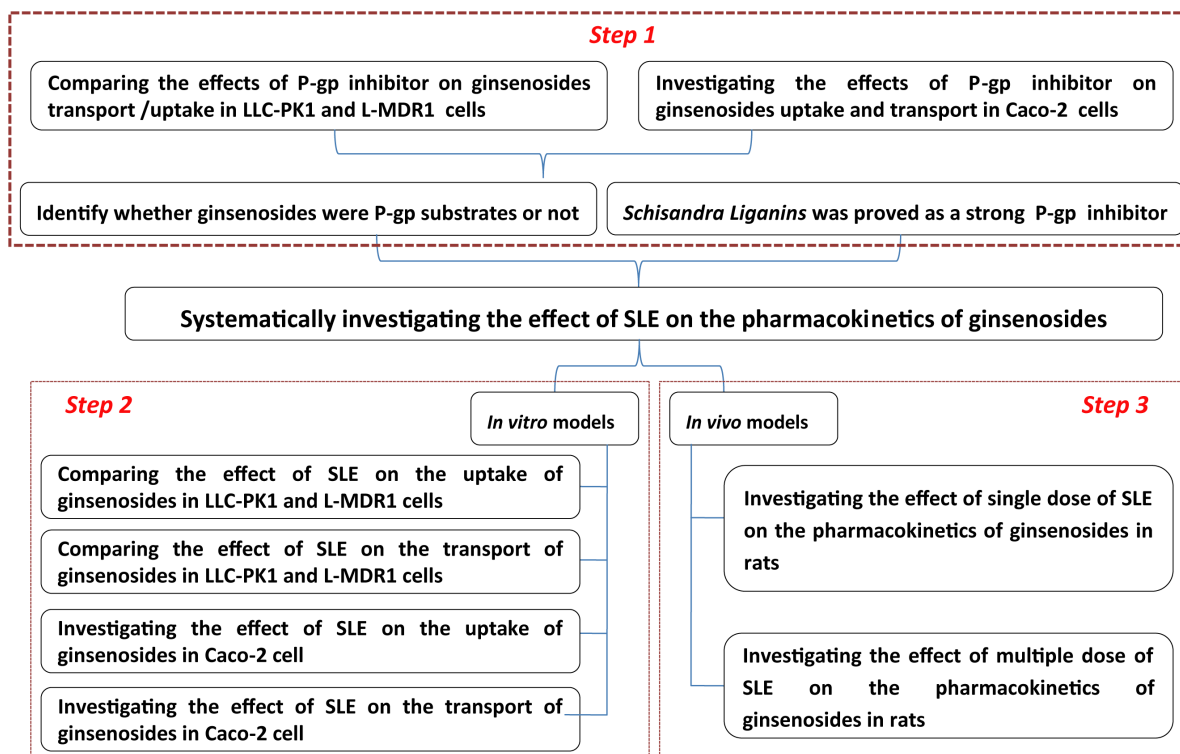 Step 1
Comparing the effects of P-gp inhibitor on ginsenosides
transport /uptake in LLC-PK1 and L-MDR1 cells
Investigating the effects of P-gp inhibitor on
ginsenosides uptake and transport in Caco-2 cells
Identify whether ginsenosides were P-gp substrates or not
Schisandra Liganins was proved as a strong P-gp inhibitor
Systematically investigating the effect of SLE on the pharmacokinetics of ginsenosides
Step 2
In vitro models
Comparing the effect of SLE on the uptake of
ginsenosides in LLC-PK1 and L-MDR1 cells
Comparing the effect of SLE on the transport of
ginsenosides in LLC-PK1 and L-MDR1 cells
Investigating the effect of SLE on the uptake of
ginsenosides in Caco-2 cell
Investigating the effect of SLE on the transport of
ginsenosides in Caco-2 cell
In vivo models
Step 3
Investigating the effect of single dose of SLE
on the pharmacokinetics of ginsenosides in
rats
Investigating the effect of multiple dose of
SLE on the pharmacokinetics of
ginsenosides in rats